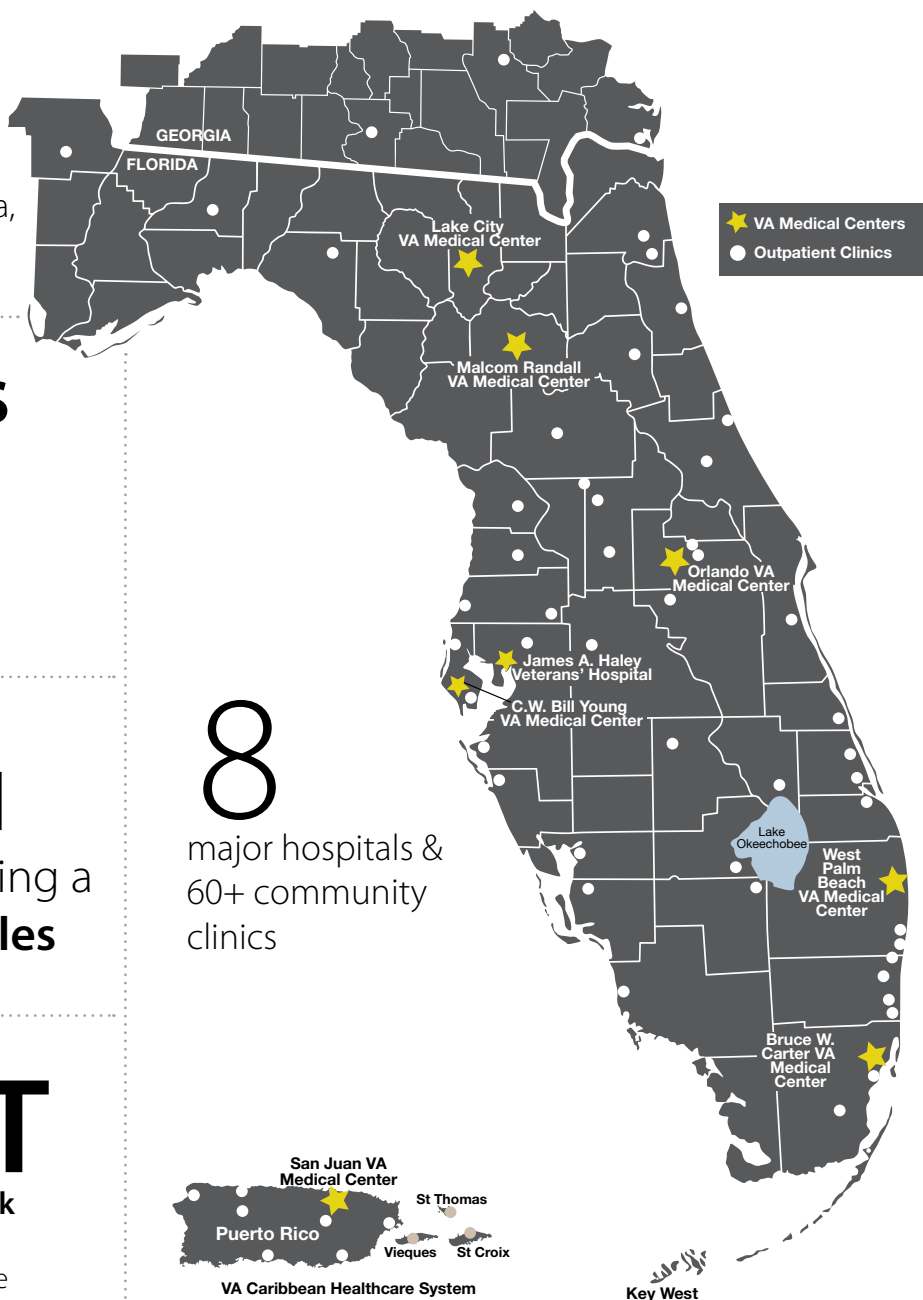 GEORGIA
FLORIDA
a,
Lake City
VA Medical Center
VA Medical Centers
Outpatient Clinics
Malcom Randall
VA Medical Center
s
Orlando VA
Medical Center
James A. Haley
Veterans’ Hospital
C.W. Bill Young
VA Medical Center
8
major hospitals &
60+ community
clinics
ing a
les
Lake
Okeechobee
West
Palm
Beach
VA Medical
Center
Bruce W.
Carter VA
Medical
Center
T
k
e
San Juan VA
Medical Center
St Thomas
Puerto Rico
Vieques
St Croix
VA Caribbean Healthcare System
Key West